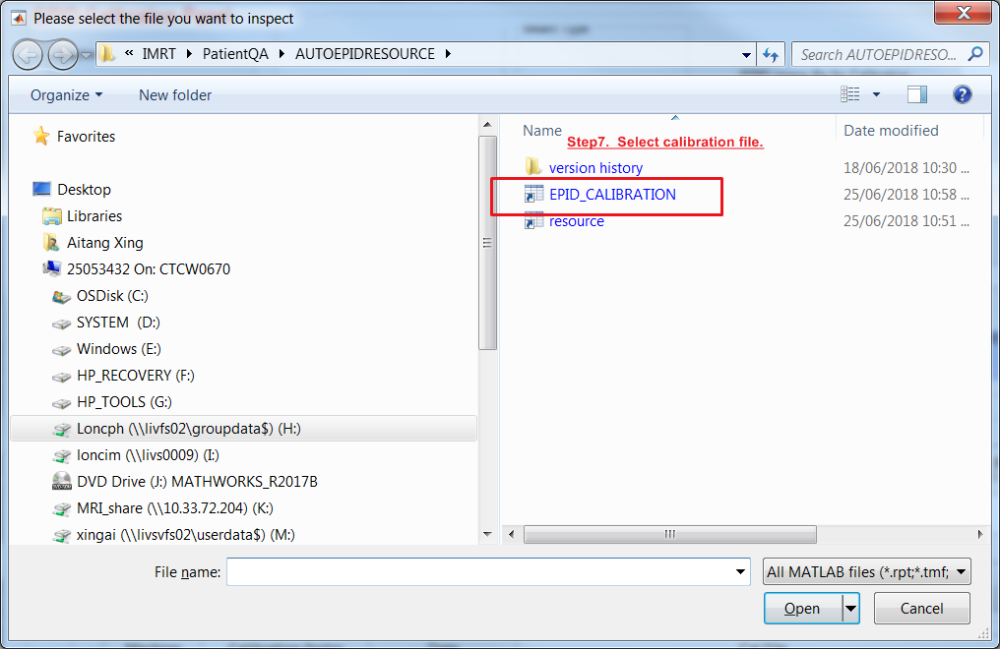 Please select the file you want to inspect
« IMRT PatientQA AUTOEPIDRESOURCE
Search AUTOEPIDRESO...
Organize New folder
Favorites
Desktop
Libraries
Aitang Xing
25053432 On: CTCW0670
OSDisk (C:)
SYSTEM (D:)
Windows (E:)
HP_RECOVERY (F:)
HP_TOOLS (G:)
Loncph (\\livfs02\groupdata$) (H:)
loncim (\\livs0009) (I:)
DVD Drive (J:) MATHWORKS_R2017B
MRI_share (\\10.33.72.204) (K:)
xingai (\\livsvfs02\userdata$) (M:)
Name Date modified
Step7. Select calibration file.
version history 18/06/2018 10:30 ...
EPID_CALIBRATION 25/06/2018 10:58 ...
resource 25/06/2018 10:51 ...
File name:
All MATLAB files (*.rpt;*.tmf;
Open Cancel